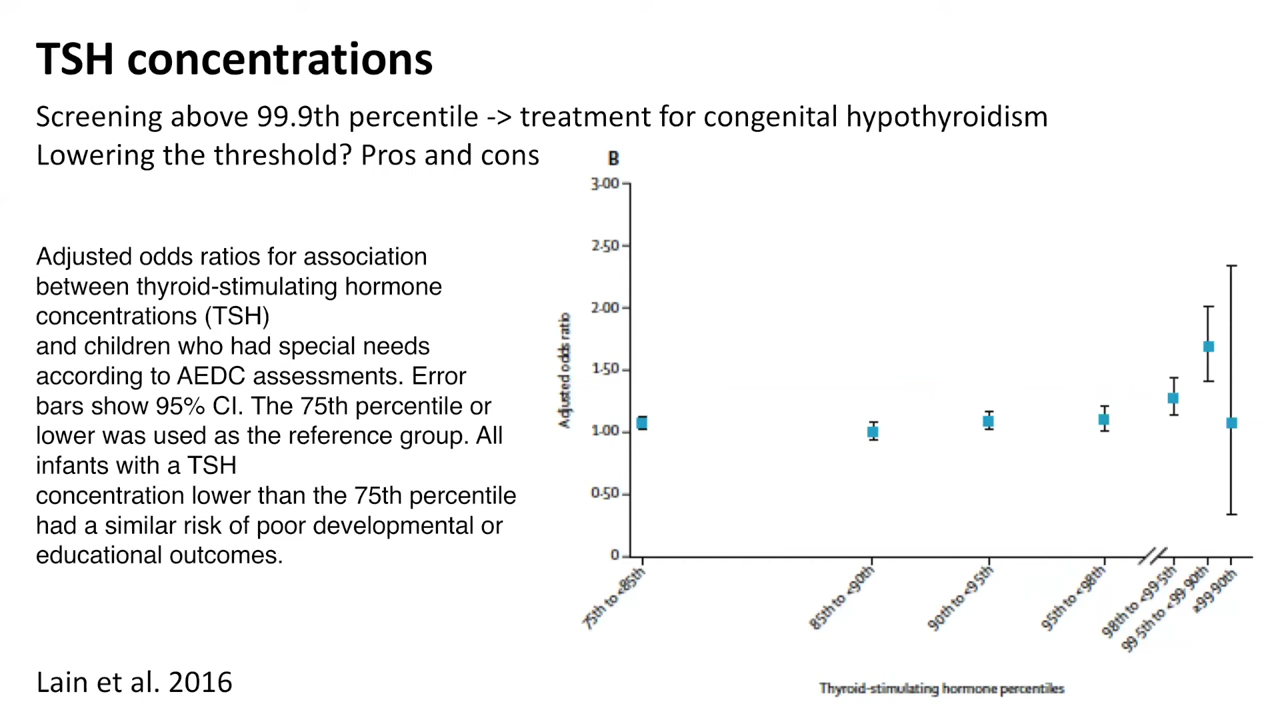 TSH concentrations
Screening above 99.9th percentile -> treatment for congenital hypothyroidism
Lowering the threshold? Pros and cons
Adjusted odds ratios for association
between thyroid-stimulating hormone
concentrations (TSH)
and children who had special needs
according to AEDC assessments. Error
bars show 95% CI. The 75th percentile or
lower was used as the reference group. All
infants with a TSH
concentration lower than the 75th percentile
had a similar risk of poor developmental or
educational outcomes.
Lain et al. 2016
B
3·00
2·50
2·00
1·50
1·00
0·50
0
Adjusted odds ratio
75th to <85th
85th to <90th
90th to <95th
95th to <98th
98th to <99·5th
99·5th to <99·90th
≥99·90th
Thyroid-stimulating hormone percentiles